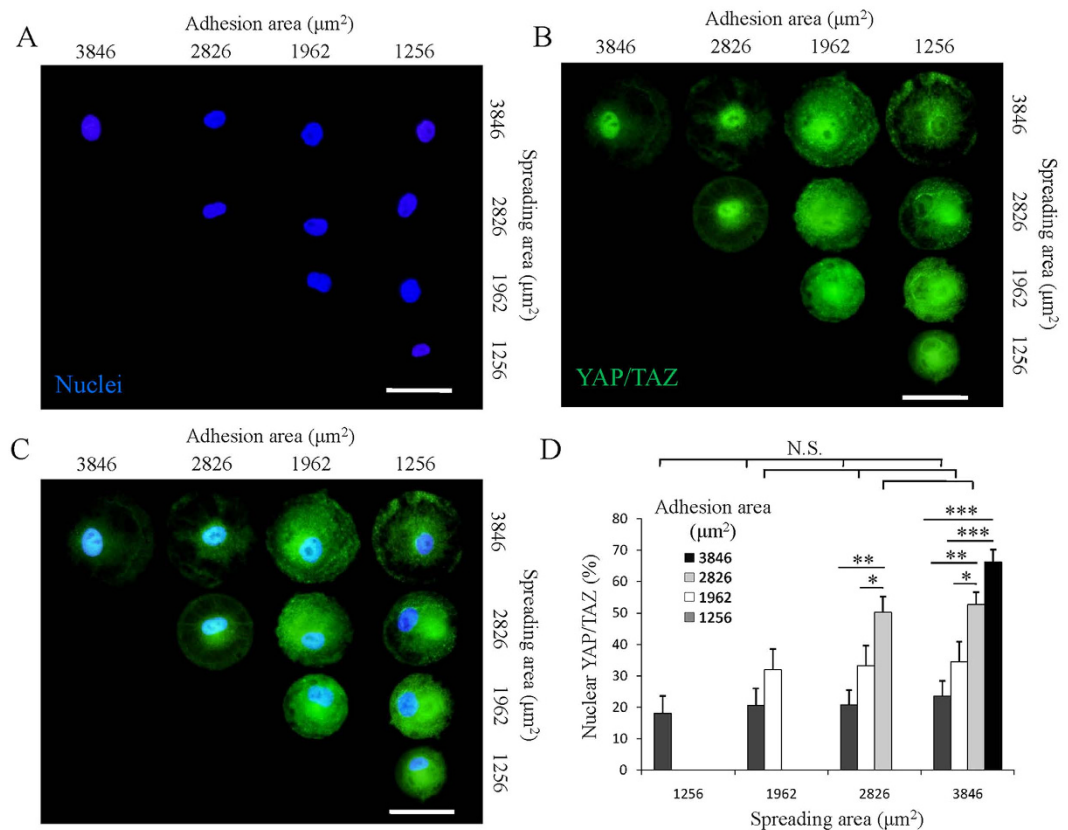 A
Adhesion area (μm²)
3846 2826 1962 1256
3846
2826
1962
1256
Spreading area (μm²)
Nuclei
B
Adhesion area (μm²)
3846 2826 1962 1256
3846
2826
1962
1256
Spreading area (μm²)
YAP/TAZ
C
Adhesion area (μm²)
3846 2826 1962 1256
3846
2826
1962
1256
Spreading area (μm²)
D
N.S.
Adhesion area
(μm²)
3846
2826
1962
1256
** 
*
***
***
**
*
80
70
60
50
40
30
20
10
0
Nuclear YAP/TAZ (%)
1256 1962 2826 3846
Spreading area (μm²)